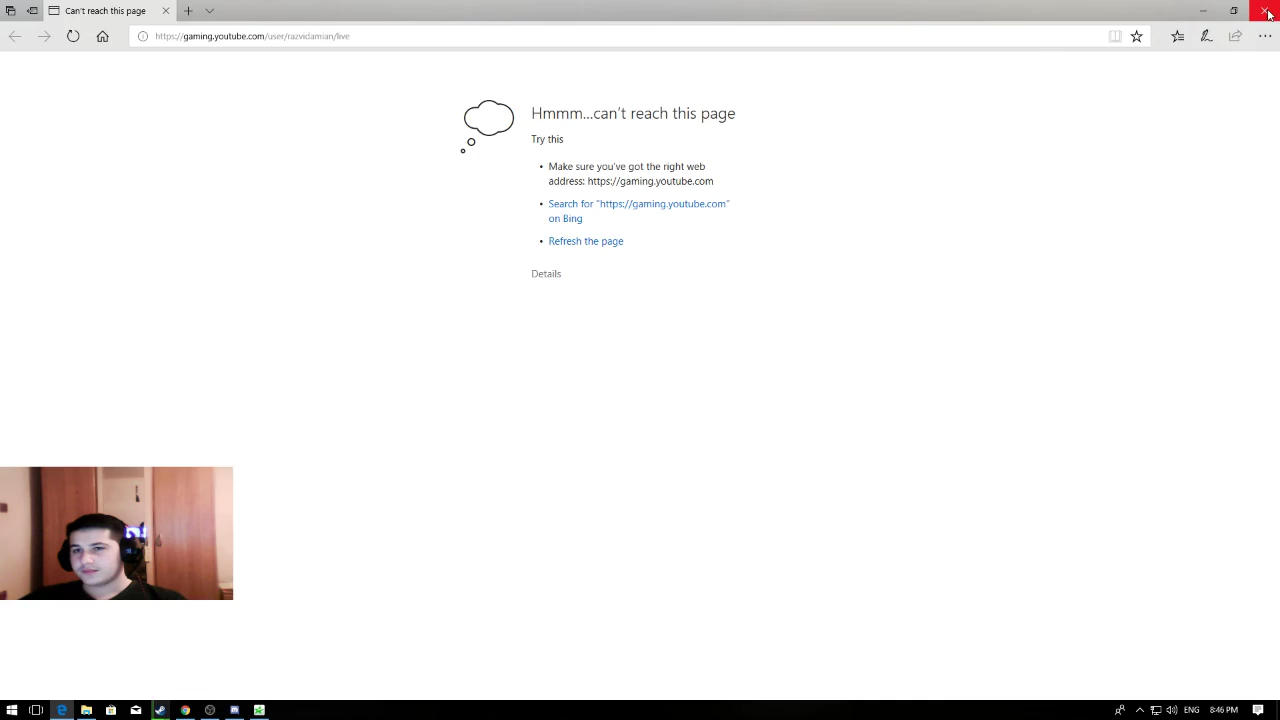 Can't reach this page
https://gaming.youtube.com/user/razvidamian/live
Hmmm...can't reach this page
Try this
• Make sure you've got the right web
address: https://gaming.youtube.com
• Search for "https://gaming.youtube.com"
on Bing
• Refresh the page
Details
ENG
8:46 PM